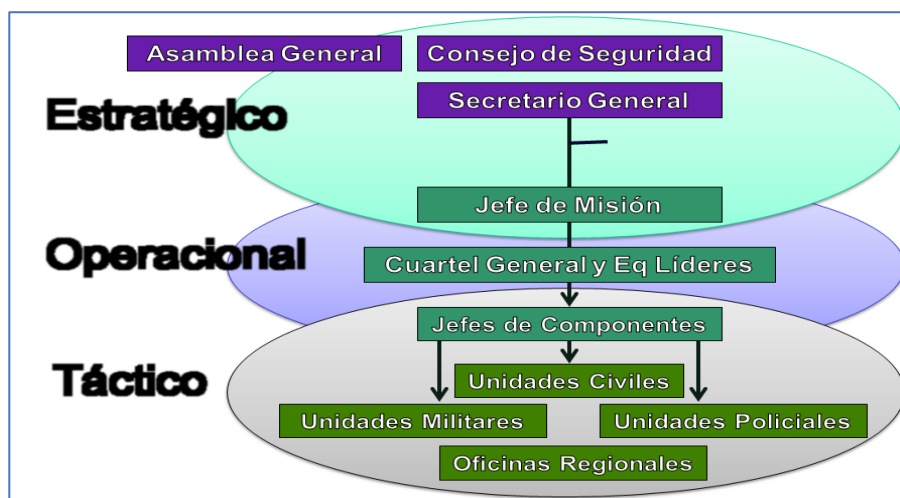 Asamblea General
Consejo de Seguridad
Estratégico
Secretario General
Jefe de Misión
Operacional
Cuartel General y Eq Líderes
Jefes de Componentes
Táctico
Unidades Civiles
Unidades Militares
Unidades Policiales
Oficinas Regionales